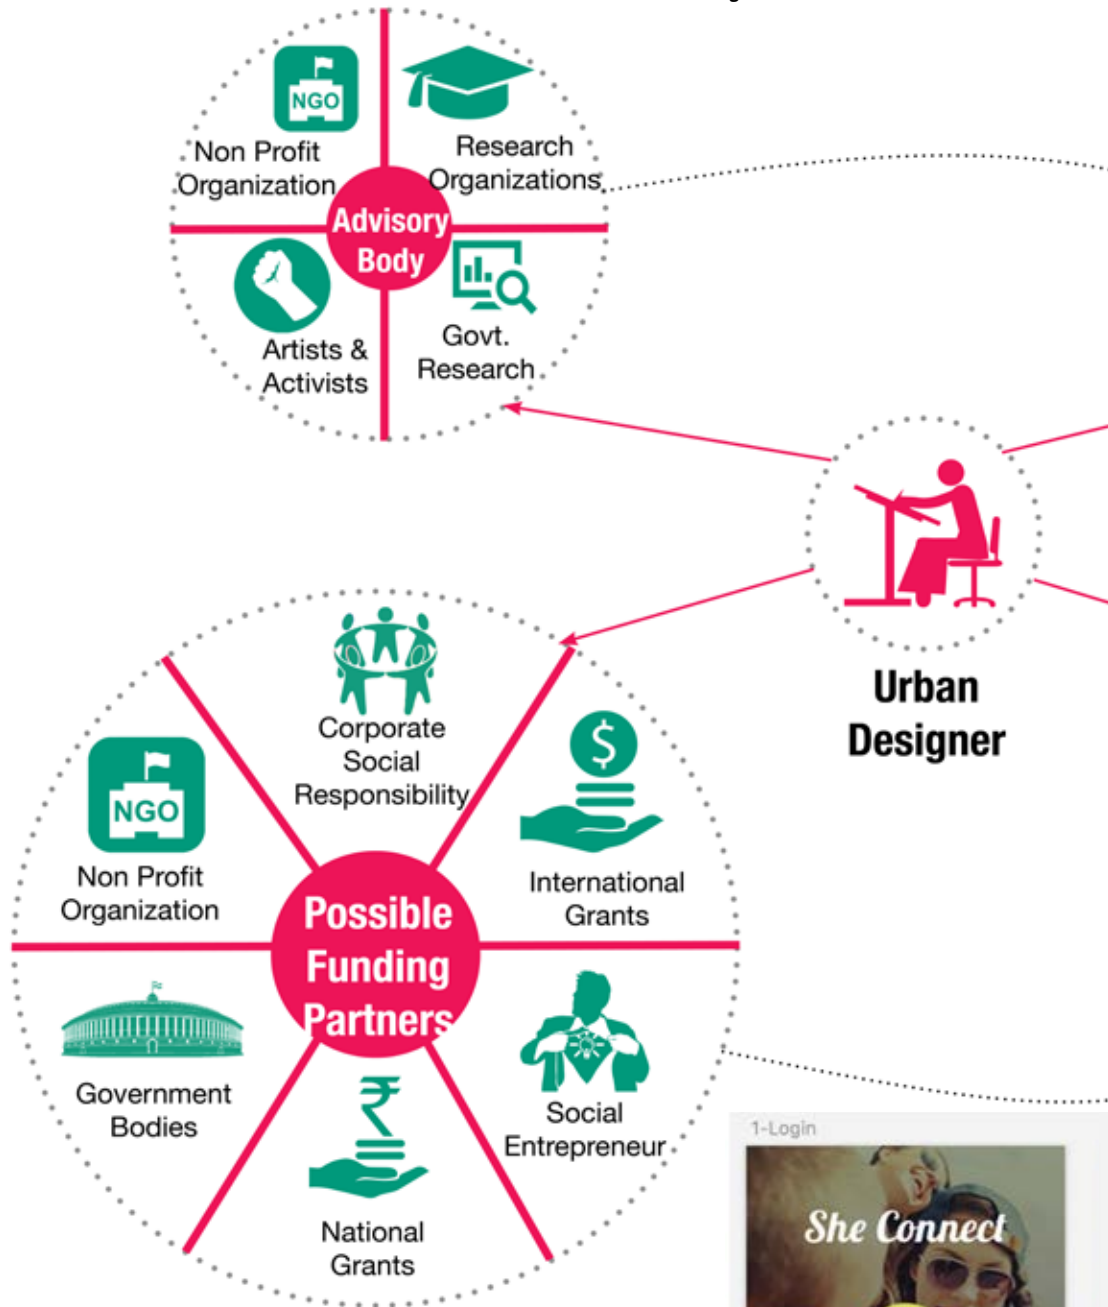 NGO
Non Profit
Organization
Research
Organizations
Advisory
Body
Artists &
Activists
Govt.
Research
Urban
Designer
Corporate
Social
Responsibility
NGO
Non Profit
Organization
$
International
Grants
Possible
Funding
Partners
Government
Bodies
₹
National
Grants
Social
Entrepreneur
1-Login
She Connect